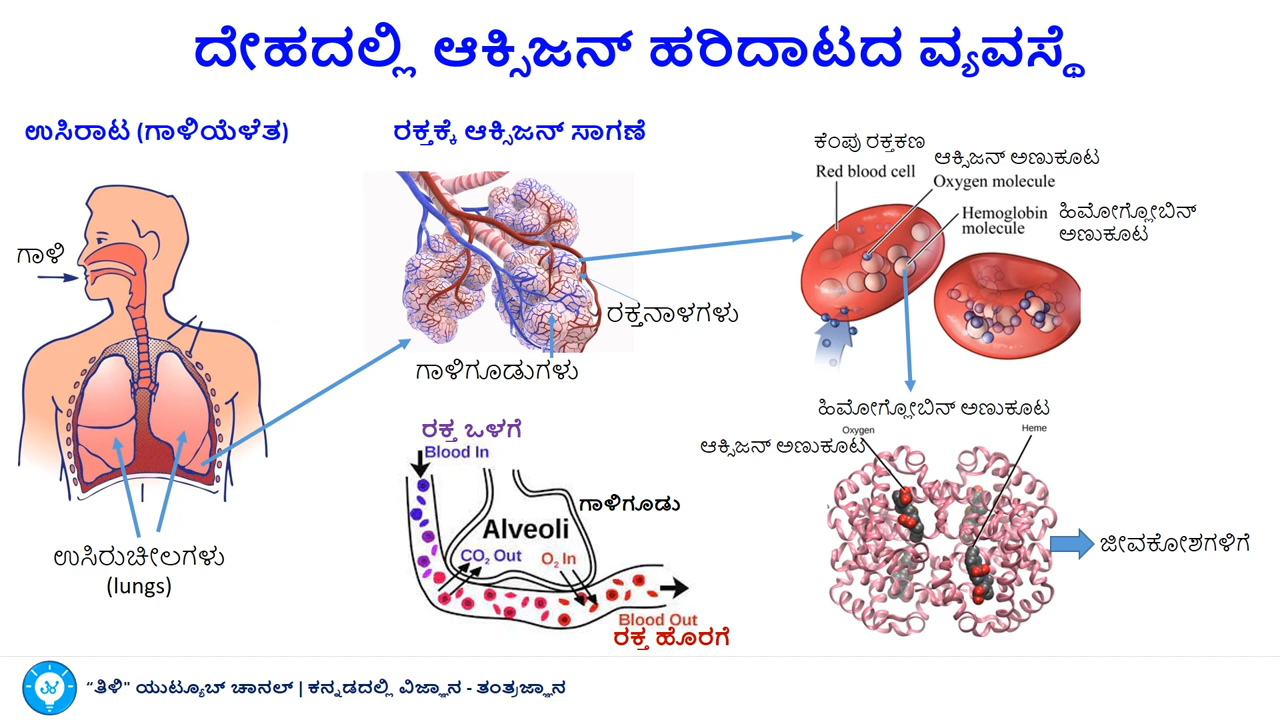 ದೇಹದಲ್ಲಿ ಆಕ್ಸಿಜನ್ ಹರಿದಾಟದ ವ್ಯವಸ್ಥೆ
ಉಸಿರಾಟ (ಗಾಳಿಯೆಳೆತ)
ಗಾಳಿ
ಉಸಿರುಚೀಲಗಳು
(lungs)
ರಕ್ತಕ್ಕೆ ಆಕ್ಸಿಜನ್ ಸಾಗಣೆ
ರಕ್ತನಾಳಗಳು
ಗಾಳಿಗೂಡುಗಳು
ರಕ್ತ ಒಳಗೆ
Blood In
ಗಾಳಿಗೂಡು
Alveoli
CO₂ Out
O₂ In
Blood Out
ರಕ್ತ ಹೊರಗೆ
ಕೆಂಪು ರಕ್ತಕಣ
Red blood cell
ಆಕ್ಸಿಜನ್ ಅಣುಕೂಟ
Oxygen molecule
Hemoglobin
molecule
ಹಿಮೋಗ್ಲೋಬಿನ್
ಅಣುಕೂಟ
ಹಿಮೋಗ್ಲೋಬಿನ್ ಅಣುಕೂಟ
Oxygen
Heme
ಆಕ್ಸಿಜನ್ ಅಣುಕೂಟ
ಜೀವಕೋಶಗಳಿಗೆ
"ತಿಳಿ" ಯುಟ್ಯೂಬ್ ಚಾನಲ್ | ಕನ್ನಡದಲ್ಲಿ ವಿಜ್ಞಾನ - ತಂತ್ರಜ್ಞಾನ